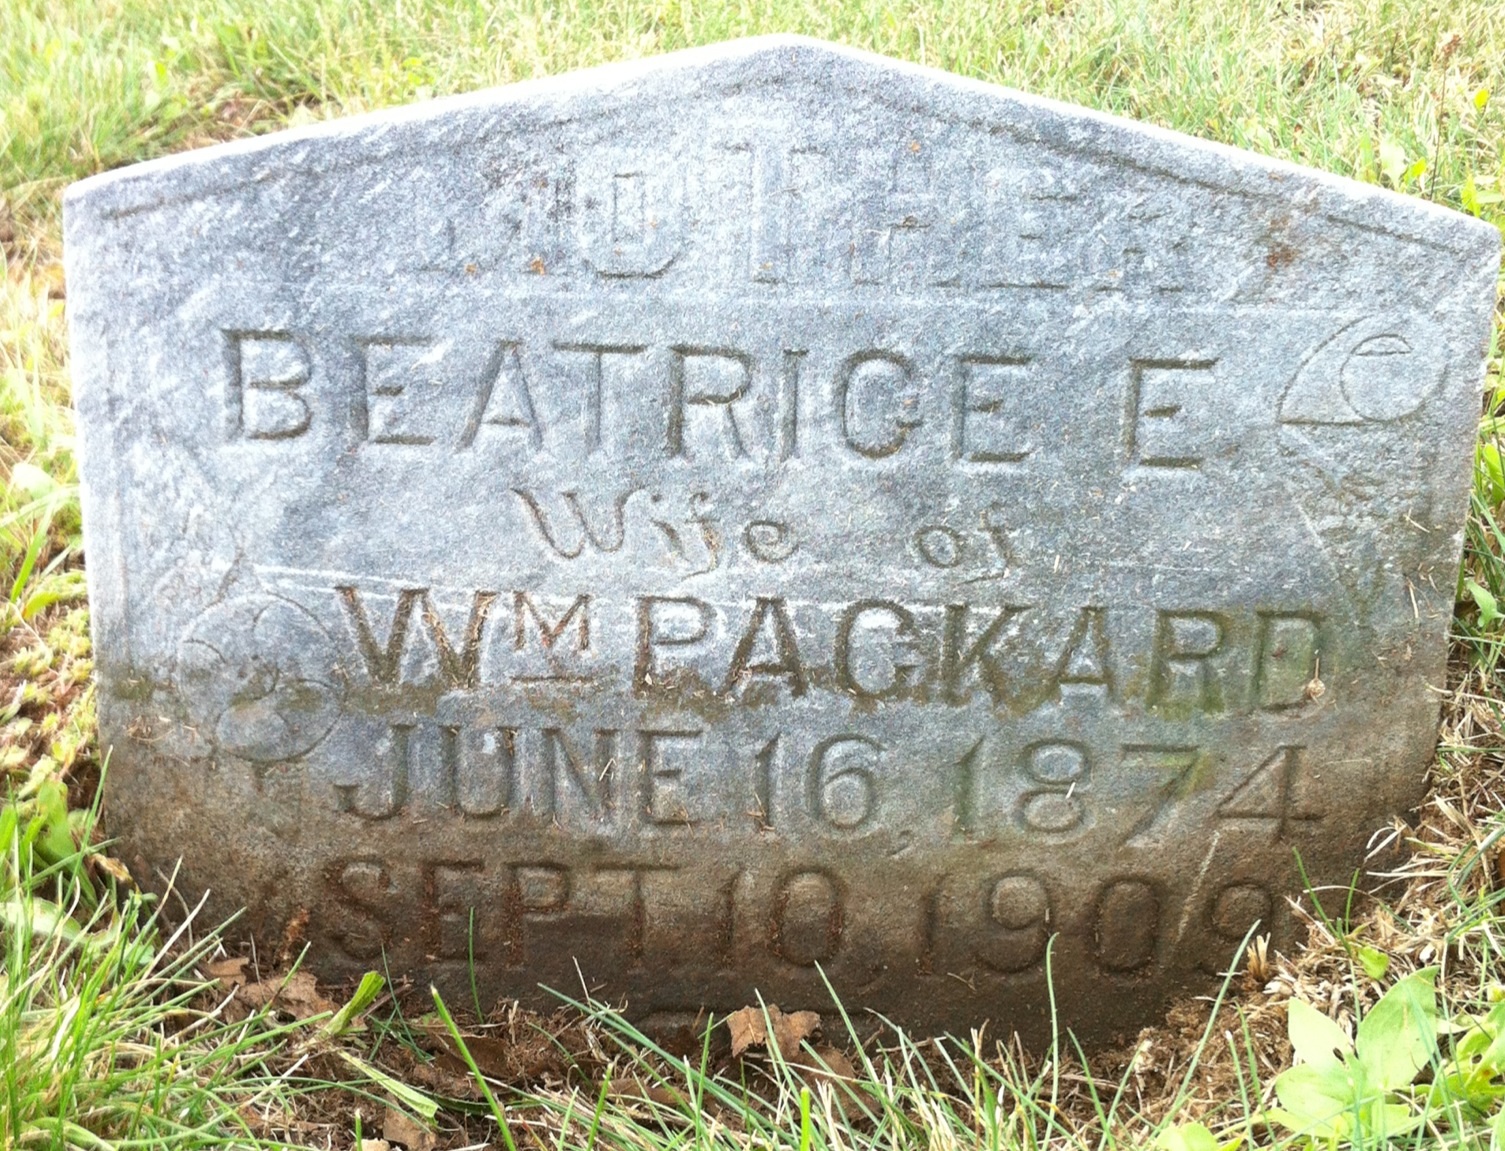 MOTHER
BEATRICE E
Wife of
WM PACKARD
JUNE 16, 1874
SEPT. 10, 1909